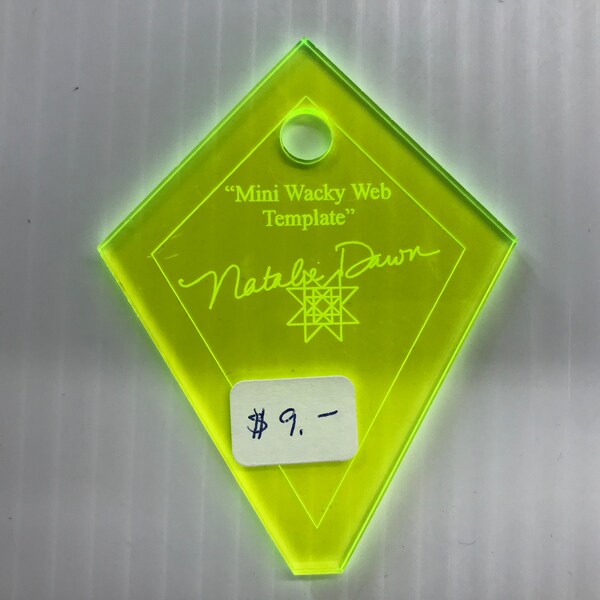 “Mini Wacky Web
Template”
Natalie Dawn
$ 9.-